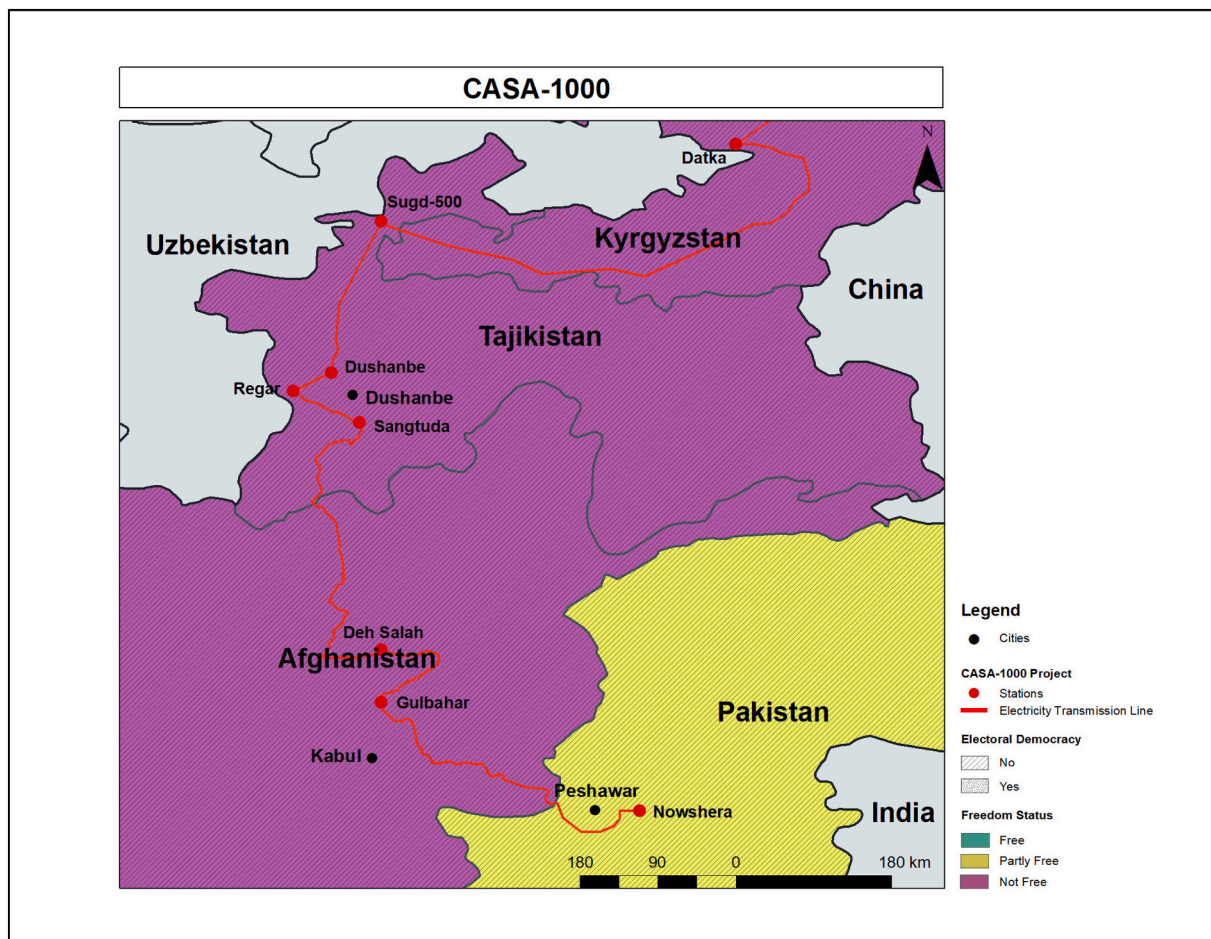 CASA-1000
N
Datka
Sugd-500
Uzbekistan
Kyrgyzstan
China
Tajikistan
Dushanbe
Regar
Dushanbe
Sangtuda
Deh Salah
Afghanistan
Gulbahar
Pakistan
Kabul
Peshawar
Nowshera
India
180 90 0 180 km
Legend
Cities
CASA-1000 Project
Stations
Electricity Transmission Line
Electoral Democracy
No
Yes
Freedom Status
Free
Partly Free
Not Free